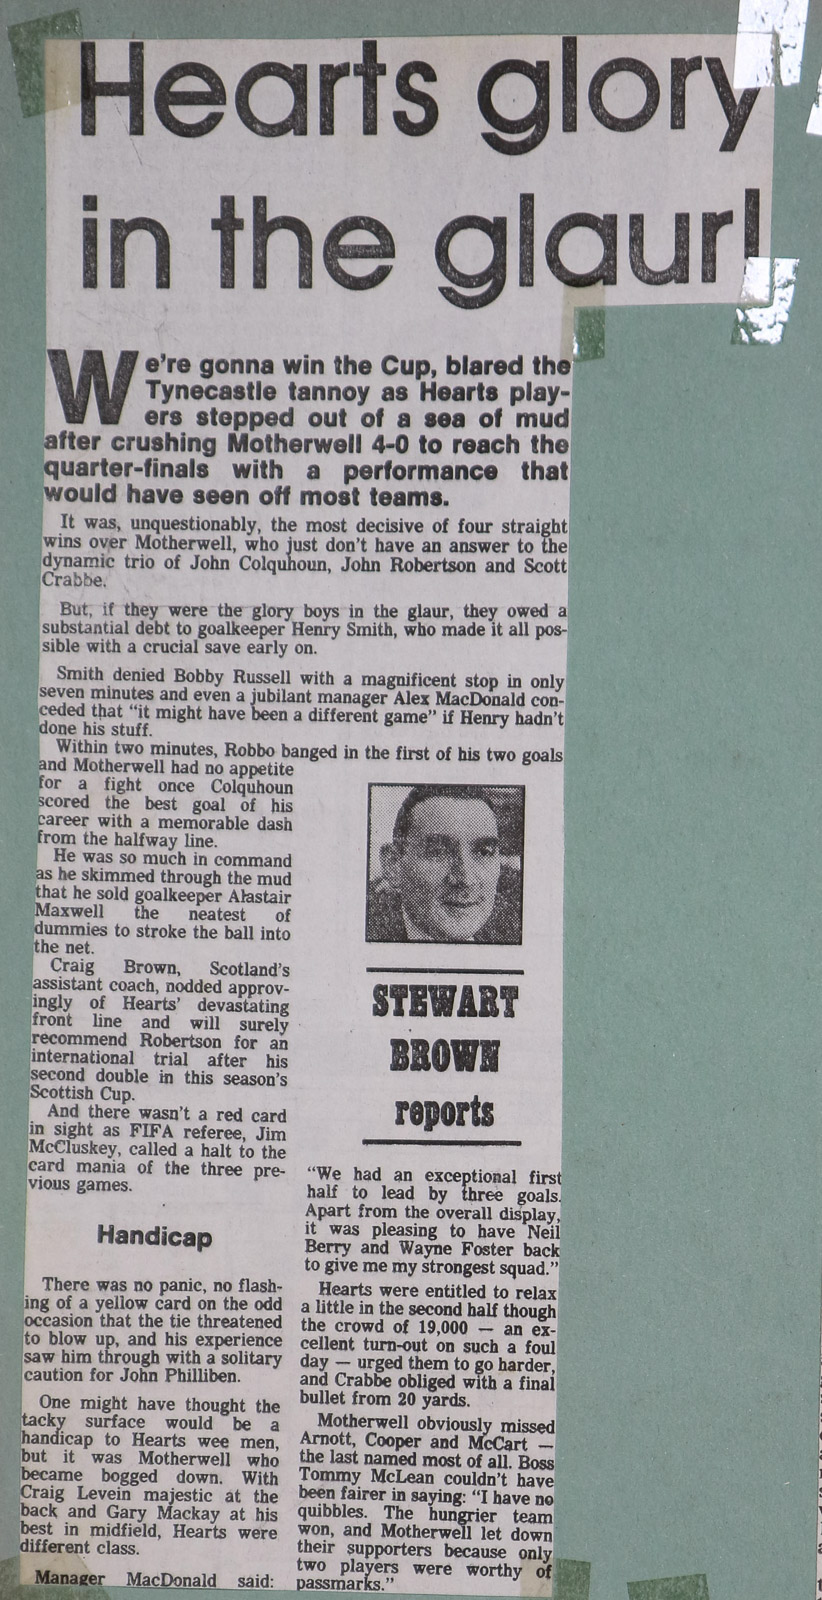 Hearts glory
in the glaur!
We're gonna win the Cup, blared the
Tynecastle tannoy as Hearts play-
ers stepped out of a sea of mud
after crushing Motherwell 4-0 to reach the
quarter-finals with a performance that
would have seen off most teams.
It was, unquestionably, the most decisive of four straight
wins over Motherwell, who just don't have an answer to the
dynamic trio of John Colquhoun, John Robertson and Scott
Crabbe.
But, if they were the glory boys in the glaur, they owed a
substantial debt to goalkeeper Henry Smith, who made it all pos-
sible with a crucial save early on.
Smith denied Bobby Russell with a magnificent stop in only
seven minutes and even a jubilant manager Alex MacDonald con-
ceded that "it might have been a different game" if Henry hadn't
done his stuff.
Within two minutes, Robbo banged in the first of his two goals
and Motherwell had no appetite
for a fight once Colquhoun
scored the best goal of his
career with a memorable dash
from the halfway line.
He was so much in command
as he skimmed through the mud
that he sold goalkeeper Alastair
Maxwell the neatest of
dummies to stroke the ball into
the net.
Craig Brown, Scotland's
assistant coach, nodded approv-
ingly of Hearts' devastating
front line and will surely
recommend Robertson for an
international trial after his
second double in this season's
Scottish Cup.
And there wasn't a red card
in sight as FIFA referee, Jim
McCluskey, called a halt to the
card mania of the three pre-
vious games.
Handicap
There was no panic, no flash-
ing of a yellow card on the odd
occasion that the tie threatened
to blow up, and his experience
saw him through with a solitary
caution for John Philliben.
One might have thought the
tacky surface would be a
handicap to Hearts wee men,
but it was Motherwell who
became bogged down. With
Craig Levein majestic at the
back and Gary Mackay at his
best in midfield, Hearts were
different class.
Manager MacDonald said:
STEWART
BROWN
reports
"We had an exceptional first
half to lead by three goals.
Apart from the overall display,
it was pleasing to have Neil
Berry and Wayne Foster back
to give me my strongest squad."
Hearts were entitled to relax
a little in the second half though
the crowd of 19,000 — an ex-
cellent turn-out on such a foul
day — urged them to go harder,
and Crabbe obliged with a final
bullet from 20 yards.
Motherwell obviously missed
Arnott, Cooper and McCart —
the last named most of all. Boss
Tommy McLean couldn't have
been fairer in saying: "I have no
quibbles. The hungrier team
won, and Motherwell let down
their supporters because only
two players were worthy of
passmarks."